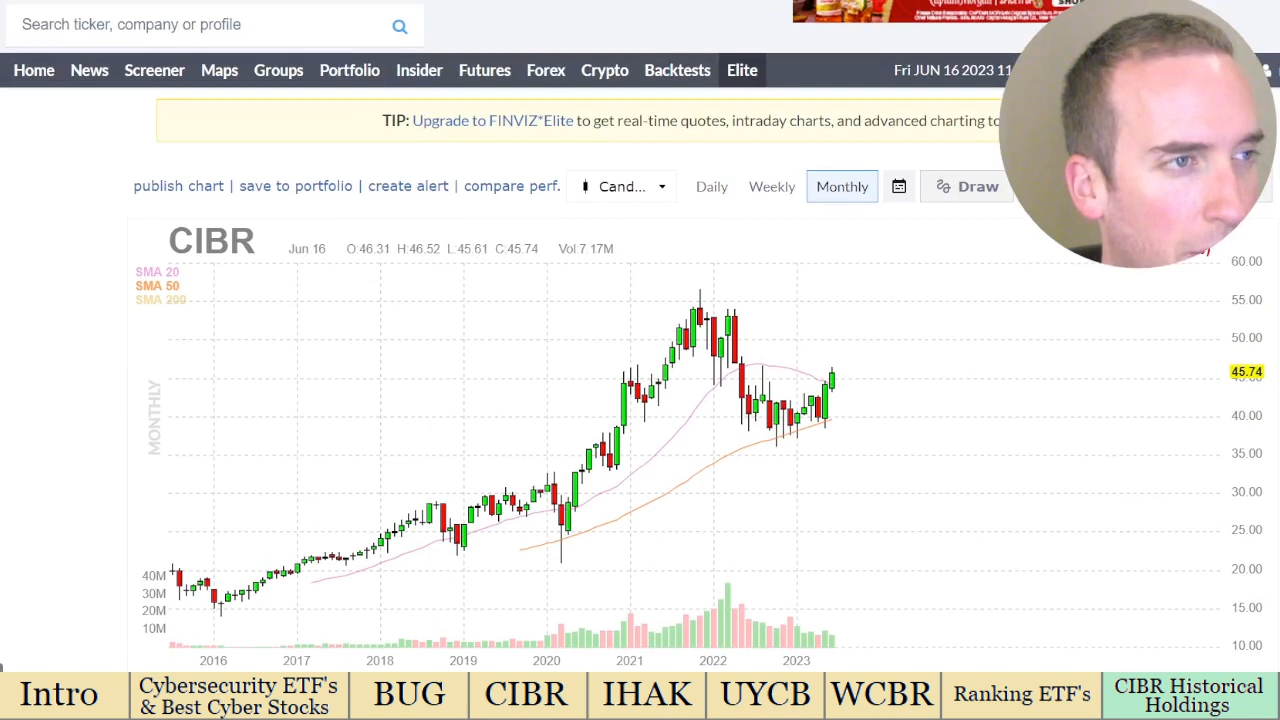 Search ticker, company or profile
SHO
Home News Screener Maps Groups Portfolio Insider Futures Forex Crypto Backtests Elite
Fri JUN 16 2023 11
TIP: Upgrade to FINVIZ*Elite to get real-time quotes, intraday charts, and advanced charting to
publish chart | save to portfolio | create alert | compare perf.
Cand... Daily Weekly Monthly Draw
CIBR Jun 16 O:46.31 H:46.52 L:45.61 C:45.74 Vol 7 17M
SMA 20
SMA 50
SMA 200
60.00
55.00
50.00
45.74
40.00
35.00
30.00
25.00
20.00
15.00
10.00
MONTHLY
40M
30M
20M
10M
2016 2017 2018 2019 2020 2021 2022 2023
Intro
Cybersecurity ETF's
& Best Cyber Stocks
BUG
CIBR
IHAK
UYCB
WCBR
Ranking ETF's
CIBR Historical
Holdings